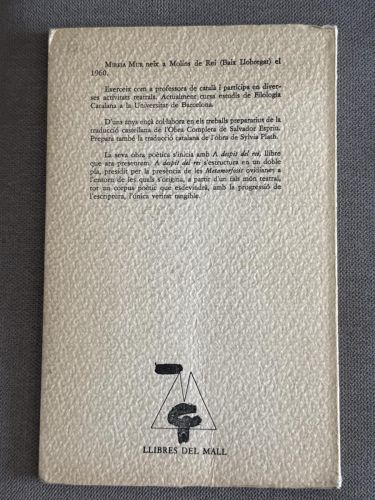 MIREIA MUR neix a Molins de Rei (Baix Llobregat) el
1960.
Exerceix com a professora de català i participa en diver-
ses activitats teatrals. Actualment cursa estudis de Filologia
Catalana a la Universitat de Barcelona.
D'uns anys ençà col·labora en els treballs preparatius de la
traducció castellana de l'Obra Completa de Salvador Espriu.
Prepara també la traducció catalana de l'obra de Sylvia Plath.
La seva obra poètica s'inicia amb A despit del rei, llibre
que ara presentem. A despit del rei s'estructura en un doble
pla, presidit per la presència de les Metamorfosis ovidianes a
l'entorn de les quals s'origina, a partir d'un fals món teatral,
tot un corpus poètic que esdevindrà, amb la progressió de
l'escriptura, l'única veritat tangible.
LLIBRES DEL MALL